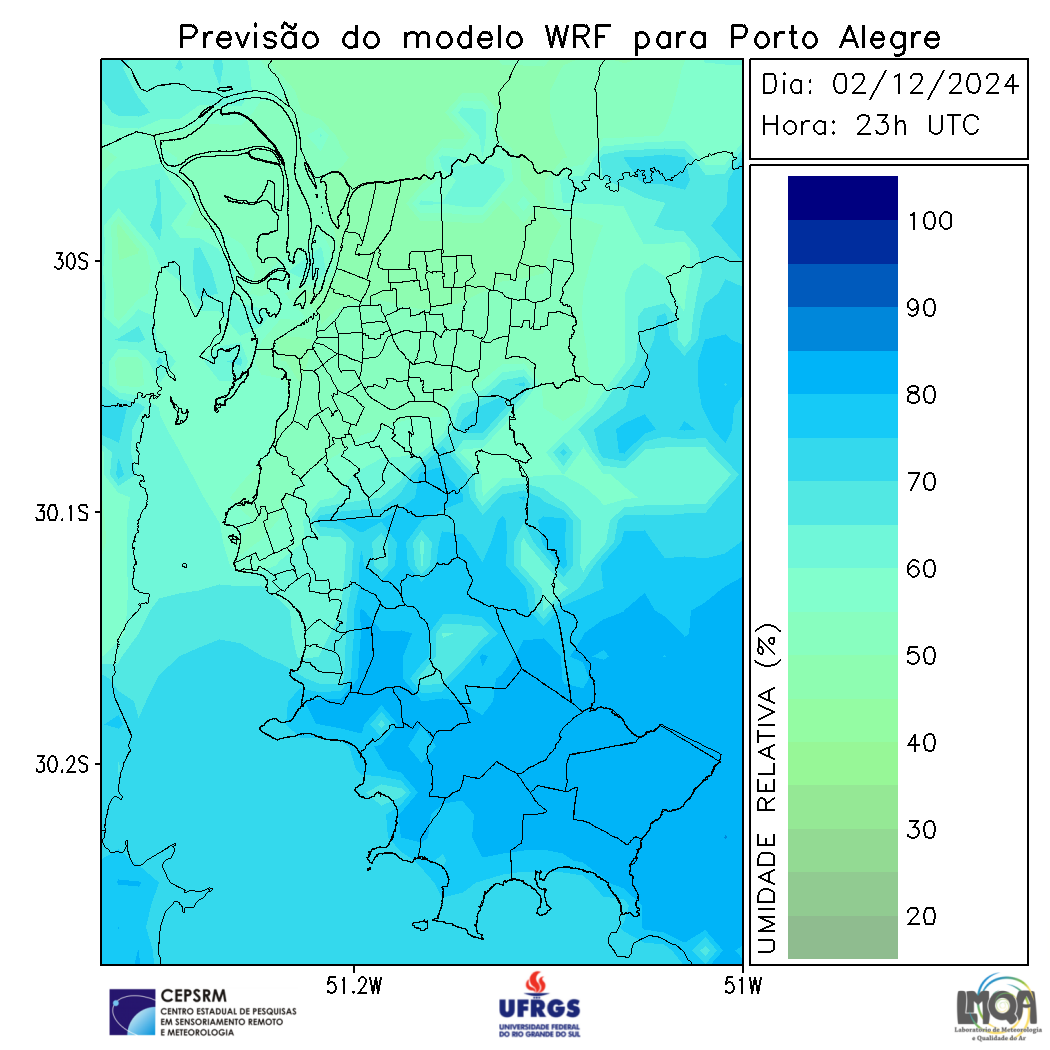 Previsão do modelo WRF para Porto Alegre
Dia: 02/12/2024
Hora: 23h UTC
30S
30.1S
30.2S
51.2W
51W
100
90
80
70
60
50
40
30
20
UMIDADE RELATIVA (%)
CEPSRM
CENTRO ESTADUAL DE PESQUISAS
EM SENSORIAMENTO REMOTO
E METEOROLOGIA
UFRGS
UNIVERSIDADE FEDERAL
DO RIO GRANDE DO SUL
LMQA
Laboratório de Meteorologia
e Qualidade do Ar